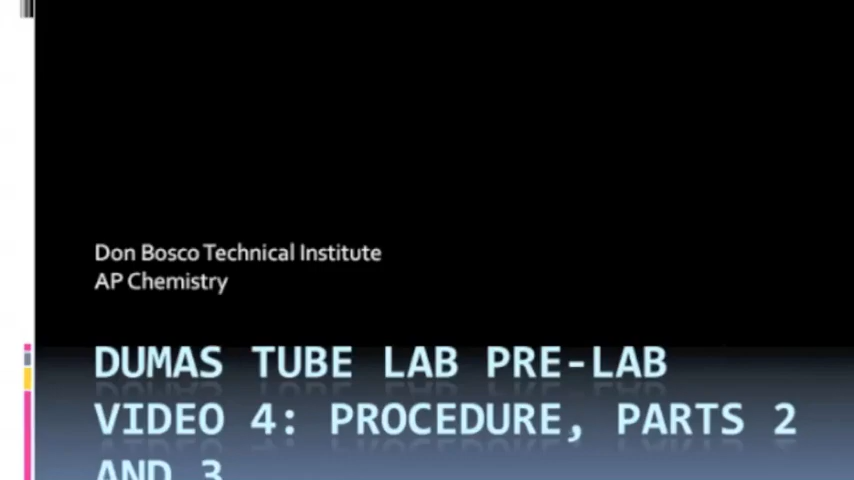 Don Bosco Technical Institute
AP Chemistry
DUMAS TUBE LAB PRE-LAB
VIDEO 4: PROCEDURE, PARTS 2
AND 3